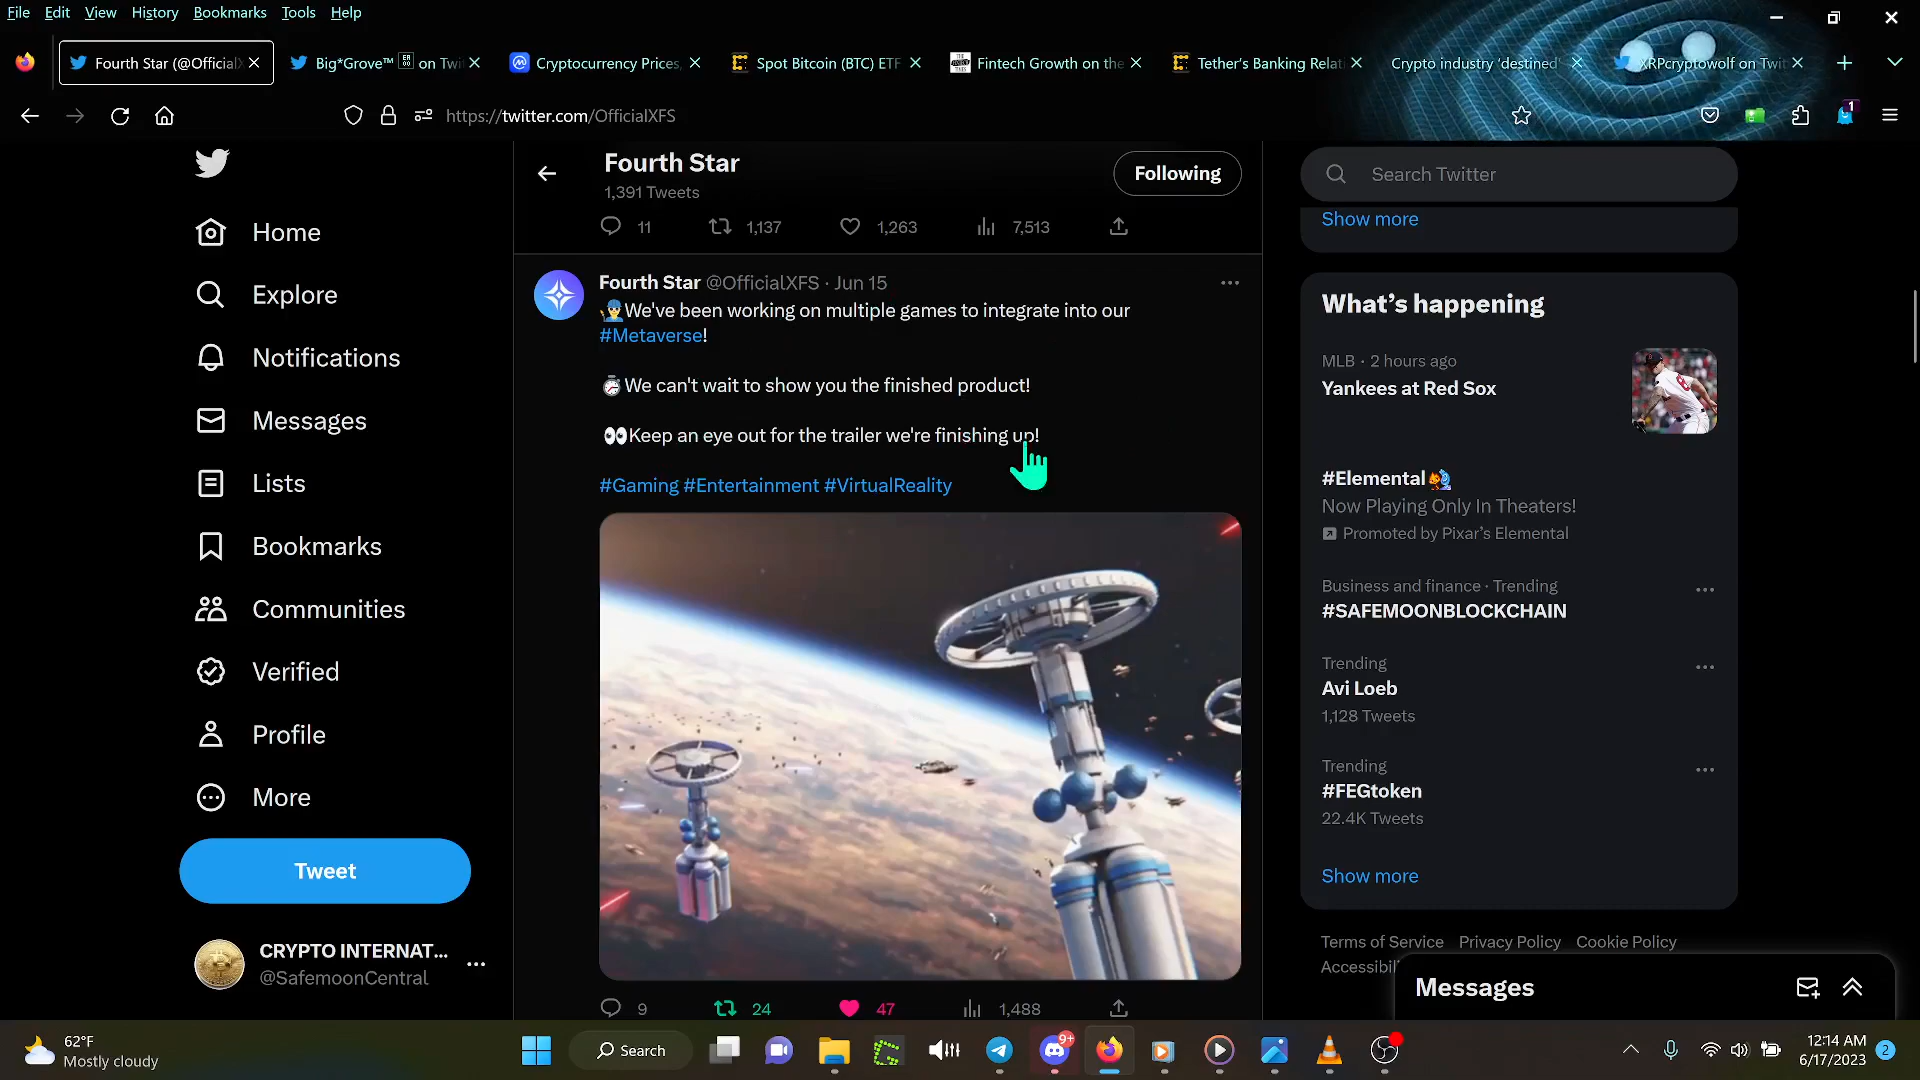 File Edit View History Bookmarks Tools Help
Fourth Star (@OfficialX
Big*Grove™ on Twit
Cryptocurrency Prices,
Spot Bitcoin (BTC) ETF
Fintech Growth on the
Tether's Banking Relat
Crypto industry 'destined'
XRPcryptowolf on Twit
https://twitter.com/OfficialXFS
1
Home
Explore
Notifications
Messages
Lists
Bookmarks
Communities
Verified
Profile
More
Tweet
CRYPTO INTERNAT...
@SafemoonCentral
Fourth Star
1,391 Tweets
Following
11 1,137 1,263 7,513
Fourth Star @OfficialXFS · Jun 15
We've been working on multiple games to integrate into our
#Metaverse!
We can't wait to show you the finished product!
Keep an eye out for the trailer we're finishing up!
#Gaming #Entertainment #VirtualReality
9 24 47 1,488
Search Twitter
Show more
What's happening
MLB · 2 hours ago
Yankees at Red Sox
#Elemental
Now Playing Only In Theaters!
Promoted by Pixar's Elemental
Business and finance · Trending
#SAFEMOONBLOCKCHAIN
Trending
Avi Loeb
1,128 Tweets
Trending
#FEGtoken
22.4K Tweets
Show more
Terms of Service Privacy Policy Cookie Policy
Messages
62°F
Mostly cloudy
Search
9+
12:14 AM
6/17/2023
2